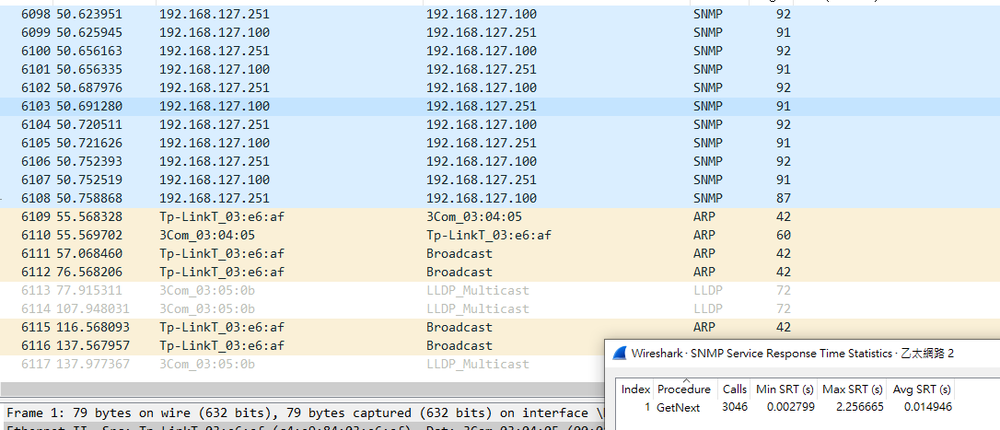 6098 50.623951 192.168.127.251 192.168.127.100 SNMP 92
6099 50.625945 192.168.127.100 192.168.127.251 SNMP 91
6100 50.656163 192.168.127.251 192.168.127.100 SNMP 92
6101 50.656335 192.168.127.100 192.168.127.251 SNMP 91
6102 50.687976 192.168.127.251 192.168.127.100 SNMP 92
6103 50.691280 192.168.127.100 192.168.127.251 SNMP 91
6104 50.720511 192.168.127.251 192.168.127.100 SNMP 92
6105 50.721626 192.168.127.100 192.168.127.251 SNMP 91
6106 50.752393 192.168.127.251 192.168.127.100 SNMP 92
6107 50.752519 192.168.127.100 192.168.127.251 SNMP 91
6108 50.758868 192.168.127.251 192.168.127.100 SNMP 87
6109 55.568328 Tp-LinkT_03:e6:af 3Com_03:04:05 ARP 42
6110 55.569702 3Com_03:04:05 Tp-LinkT_03:e6:af ARP 60
6111 57.068460 Tp-LinkT_03:e6:af Broadcast ARP 42
6112 76.568206 Tp-LinkT_03:e6:af Broadcast ARP 42
6113 77.915311 3Com_03:05:0b LLDP_Multicast LLDP 72
6114 107.948031 3Com_03:05:0b LLDP_Multicast LLDP 72
6115 116.568093 Tp-LinkT_03:e6:af Broadcast ARP 42
6116 137.567957 Tp-LinkT_03:e6:af Broadcast
6117 137.977367 3Com_03:05:0b LLDP_Multicast
Wireshark · SNMP Service Response Time Statistics · 乙太網路 2
Index Procedure Calls Min SRT (s) Max SRT (s) Avg SRT (s)
1 GetNext 3046 0.002799 2.256665 0.014946
Frame 1: 79 bytes on wire (632 bits), 79 bytes captured (632 bits) on interface \